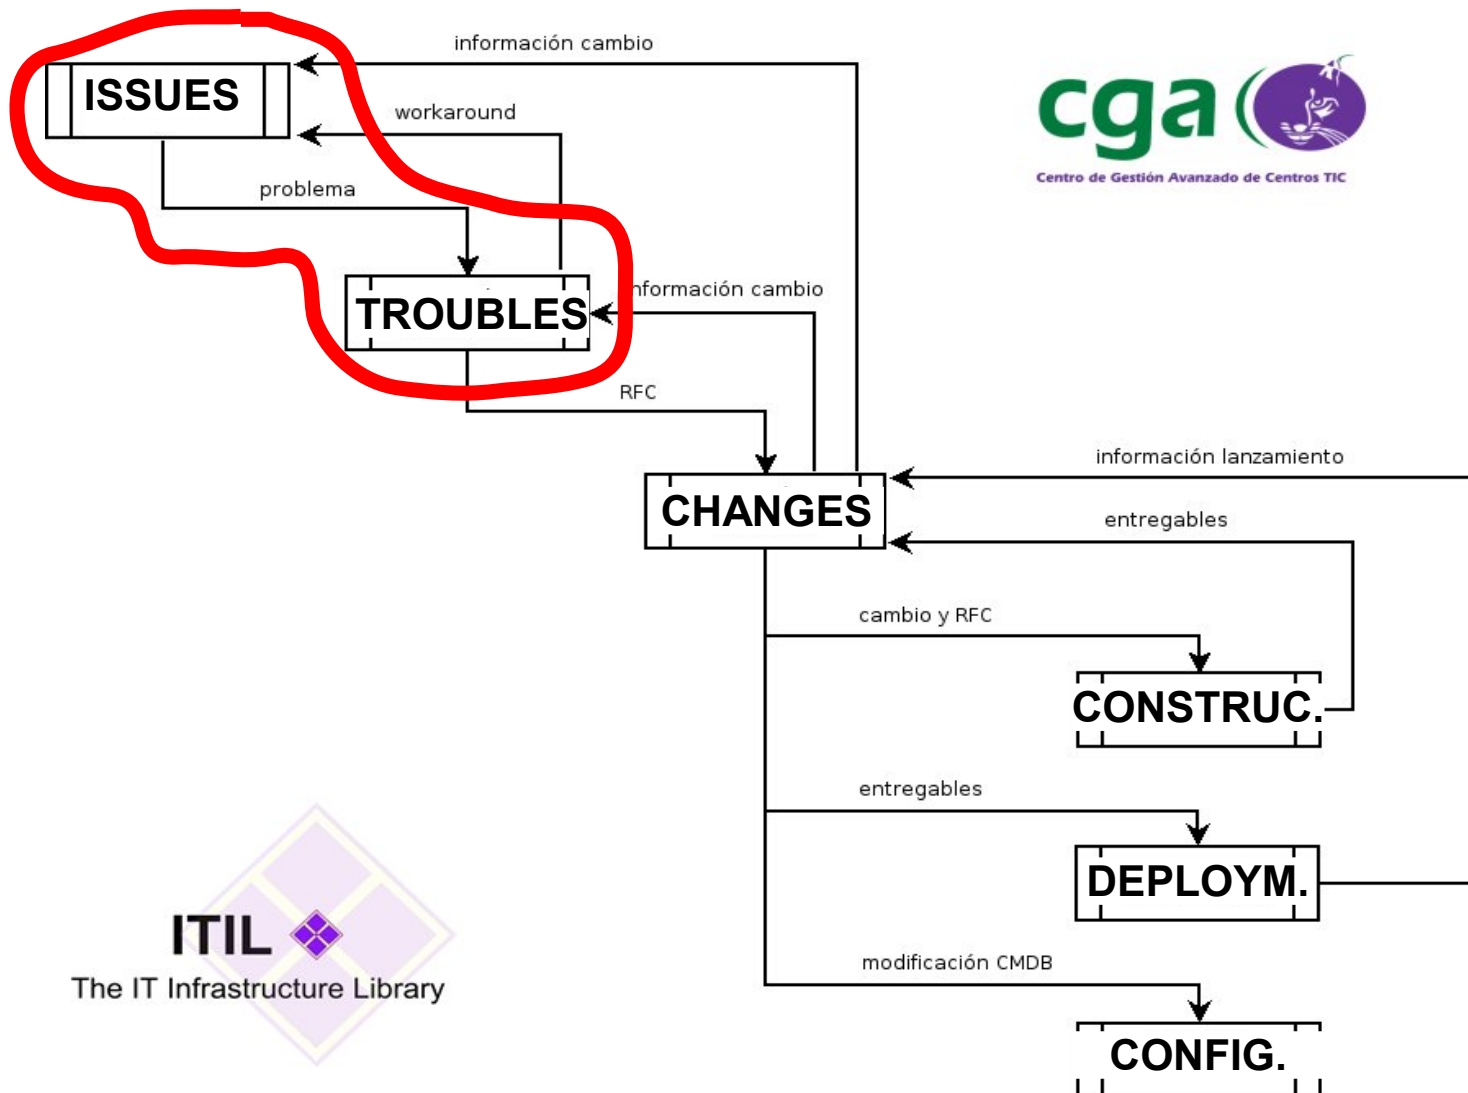 información cambio
ISSUES
workaround
cga
Centro de Gestión Avanzado de Centros TIC
problema
información cambio
TROUBLES
RFC
información lanzamiento
CHANGES
entregables
cambio y RFC
CONSTRUC.
entregables
DEPLOYM.
ITIL
The IT Infrastructure Library
modificación CMDB
CONFIG.